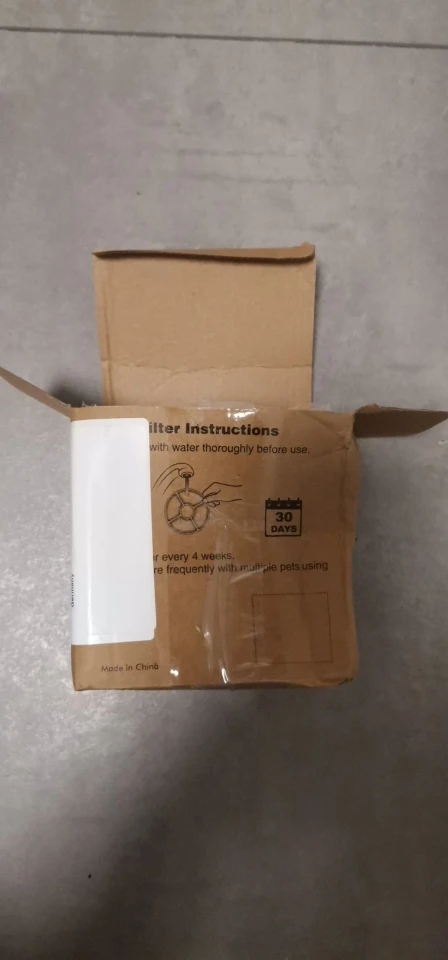 ilter Instructions
with water thoroughly before use.
30
DAYS
r every 4 weeks.
re frequently with multiple pets using
Germany
Made in China